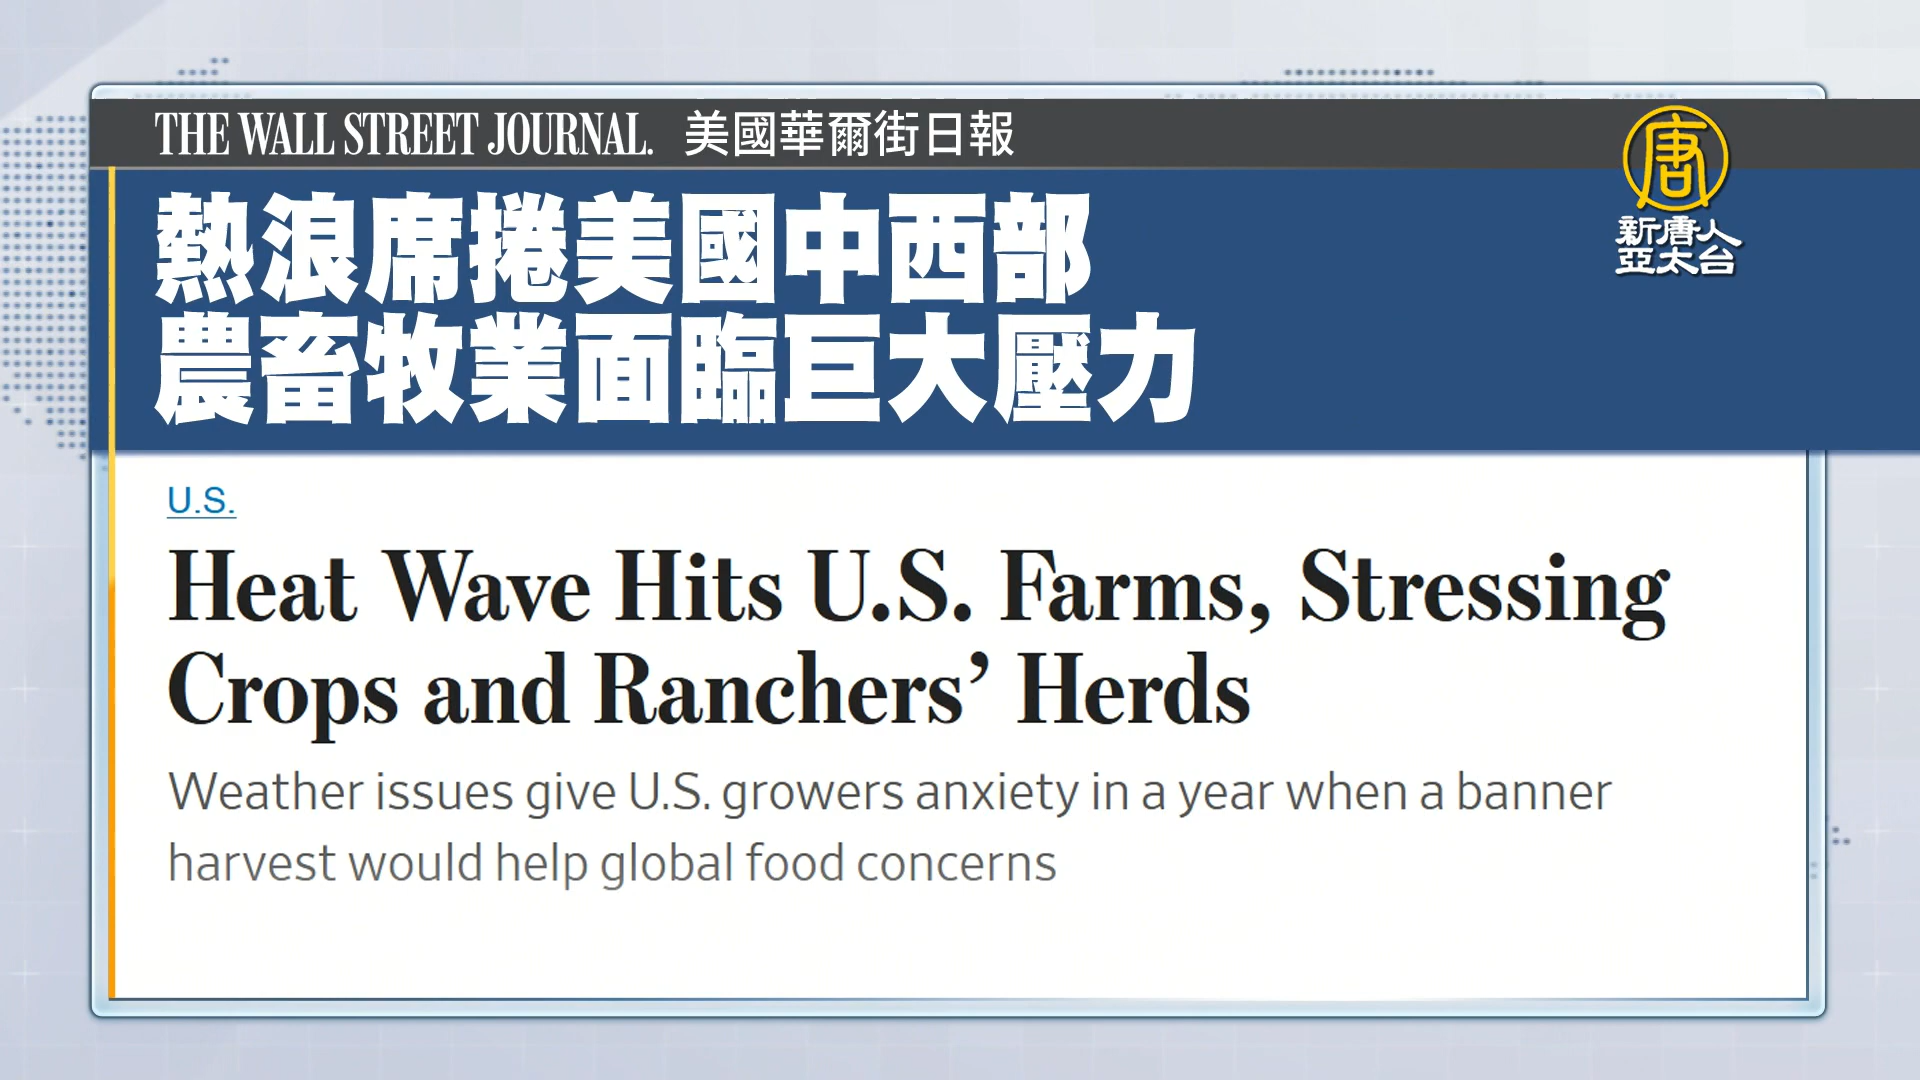 THE WALL STREET JOURNAL. 美國華爾街日報
唐
新唐人
亞太台
熱浪席捲美國中西部
農畜牧業面臨巨大壓力
U.S.
Heat Wave Hits U.S. Farms, Stressing
Crops and Ranchers’ Herds
Weather issues give U.S. growers anxiety in a year when a banner
harvest would help global food concerns